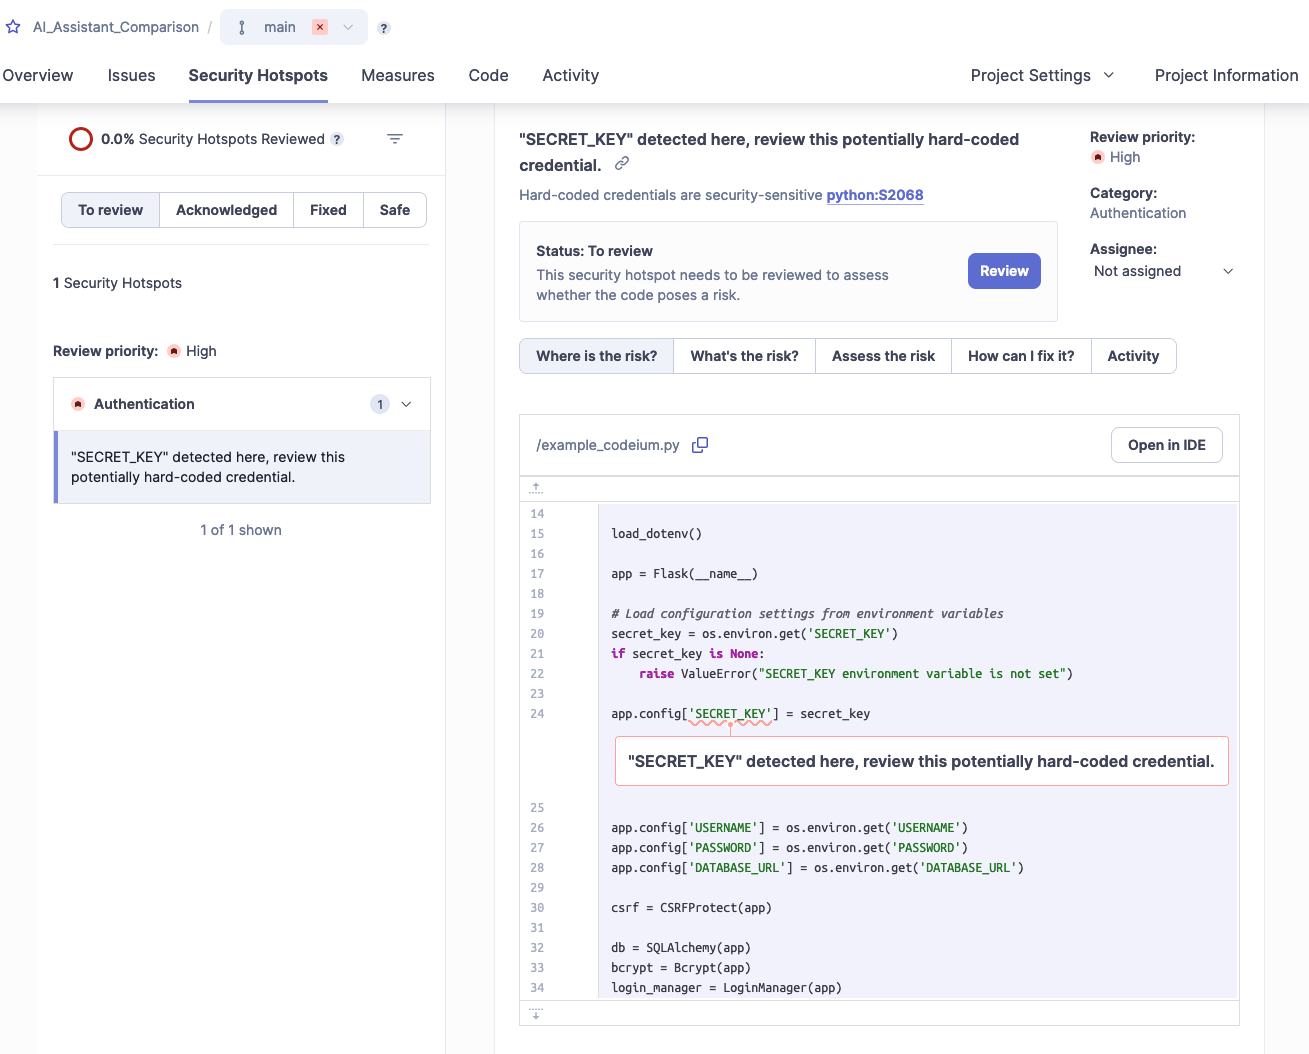 AI_Assistant_Comparison / main ?
Overview Issues Security Hotspots Measures Code Activity Project Settings Project Information
0.0% Security Hotspots Reviewed ?
To review Acknowledged Fixed Safe
1 Security Hotspots
Review priority: High
Authentication 1
"SECRET_KEY" detected here, review this
potentially hard-coded credential.
1 of 1 shown
"SECRET_KEY" detected here, review this potentially hard-coded
credential.
Hard-coded credentials are security-sensitive python:S2068
Status: To review
This security hotspot needs to be reviewed to assess
whether the code poses a risk.
Review
Review priority:
High
Category:
Authentication
Assignee:
Not assigned
Where is the risk? What's the risk? Assess the risk How can I fix it? Activity
/example_codeium.py Open in IDE
14
15 load_dotenv()
16
17 app = Flask(__name__)
18
19 # Load configuration settings from environment variables
20 secret_key = os.environ.get('SECRET_KEY')
21 if secret_key is None:
22     raise ValueError("SECRET_KEY environment variable is not set")
23
24 app.config['SECRET_KEY'] = secret_key
"SECRET_KEY" detected here, review this potentially hard-coded credential.
25
26 app.config['USERNAME'] = os.environ.get('USERNAME')
27 app.config['PASSWORD'] = os.environ.get('PASSWORD')
28 app.config['DATABASE_URL'] = os.environ.get('DATABASE_URL')
29
30 csrf = CSRFProtect(app)
31
32 db = SQLAlchemy(app)
33 bcrypt = Bcrypt(app)
34 login_manager = LoginManager(app)